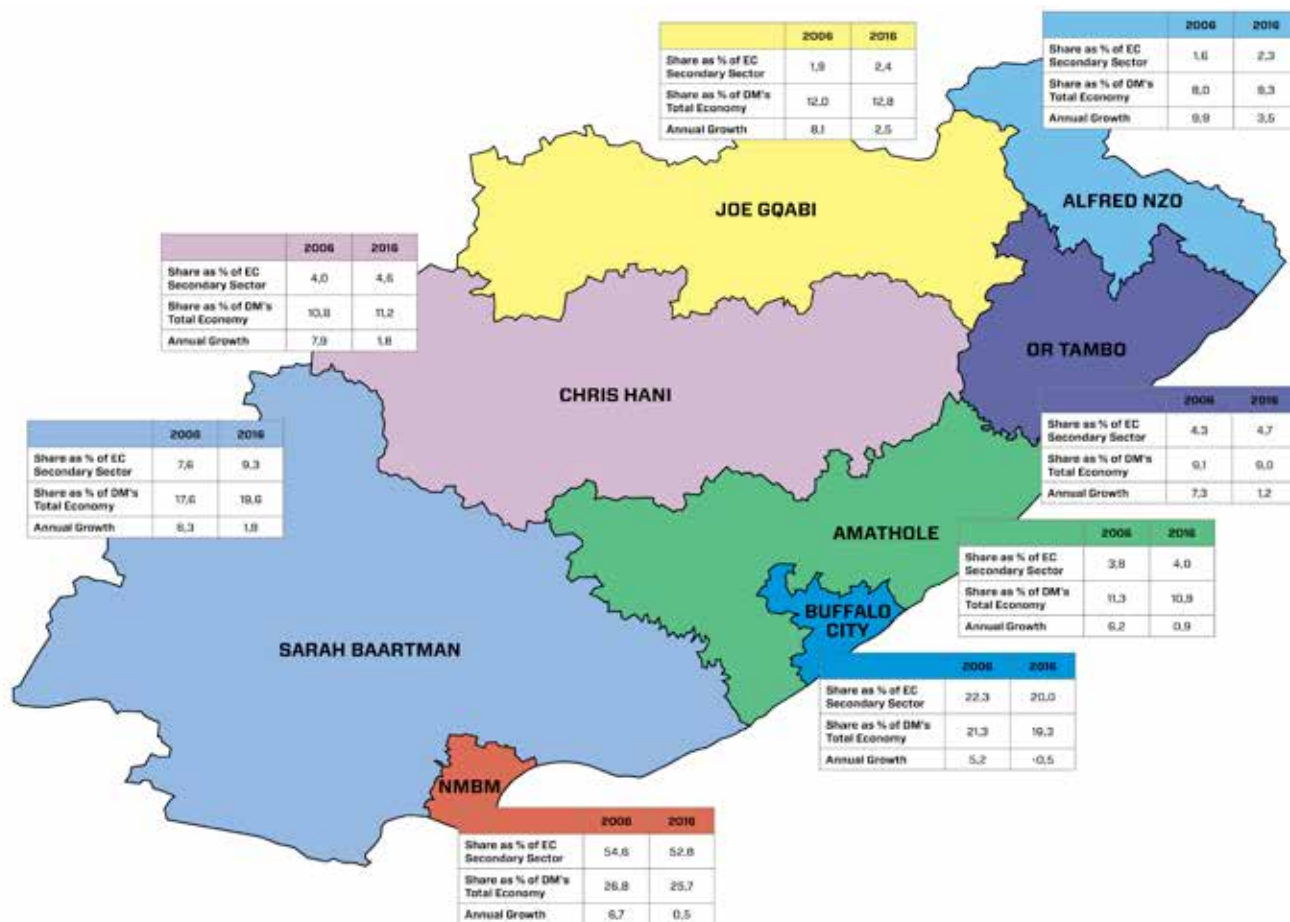 2006 2016
Share as % of EC
Secondary Sector 1,9 2,4
Share as % of DM's
Total Economy 12,0 12,8
Annual Growth 8,1 2,5
2006 2016
Share as % of EC
Secondary Sector 1,6 2,3
Share as % of DM's
Total Economy 8,0
Annual Growth 9,9 3,5
JOE GQABI
ALFRED NZO
2006 2016
Share as % of EC
Secondary Sector 4,0 4,6
Share as % of DM's
Total Economy 10,8 11,2
Annual Growth 7,9 1,8
OR TAMBO
CHRIS HANI
2006 2016
Share as % of EC
Secondary Sector 4,3 4,7
Share as % of DM's
Total Economy 9,1 9,0
Annual Growth 7,3 1,2
2006 2016
Share as % of EC
Secondary Sector 7,6 9,3
Share as % of DM's
Total Economy 17,6
Annual Growth
AMATHOLE
2006 2016
Share as % of EC
Secondary Sector 3,8 4,0
Share as % of DM's
Total Economy 11,3
Annual Growth 6,2 0,9
BUFFALO
CITY
SARAH BAARTMAN
2006 2016
Share as % of EC
Secondary Sector 22,3 20,0
Share as % of DM's
Total Economy 21,3 19,3
Annual Growth 5,2 -0,5
NMBM
2006 2016
Share as % of EC
Secondary Sector 54,6 52,8
Share as % of DM's
Total Economy 26,8 25,7
Annual Growth 6,7 0,5